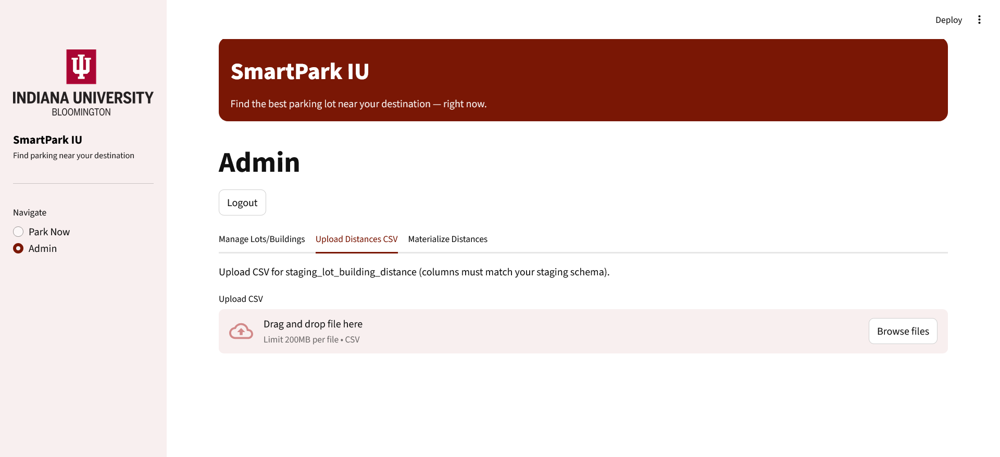 Deploy
INDIANA UNIVERSITY
BLOOMINGTON
SmartPark IU
Find parking near your destination
Navigate
Park Now
Admin
SmartPark IU
Find the best parking lot near your destination — right now.
Admin
Logout
Manage Lots/Buildings Upload Distances CSV Materialize Distances
Upload CSV for staging_lot_building_distance (columns must match your staging schema).
Upload CSV
Drag and drop file here
Limit 200MB per file • CSV
Browse files